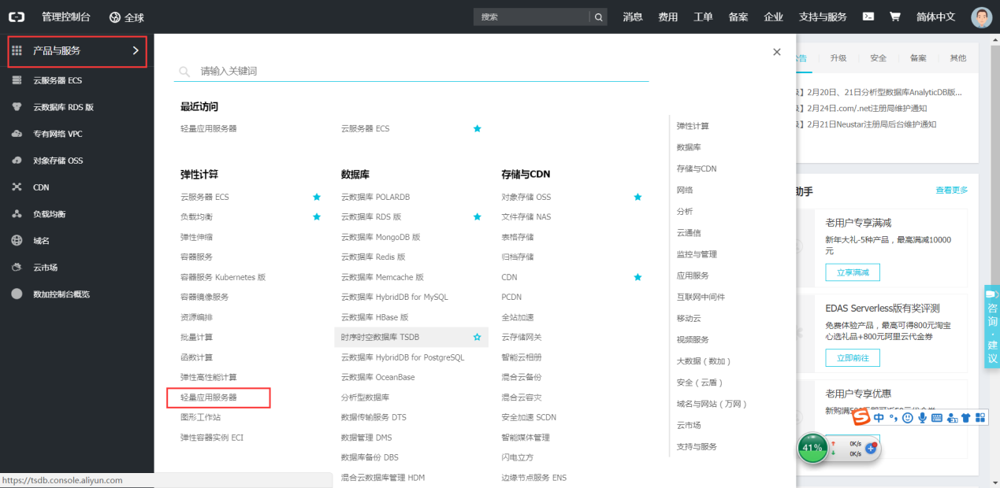 管理控制台
全球
搜索
消息
费用
工单
备案
企业
支持与服务
简体中文
产品与服务
云服务器 ECS
云数据库 RDS 版
专有网络 VPC
对象存储 OSS
CDN
负载均衡
域名
云市场
数加控制台概览
请输入关键词
最近访问
轻量应用服务器
云服务器 ECS
弹性计算
云服务器 ECS
负载均衡
弹性伸缩
容器服务
容器服务 Kubernetes 版
容器镜像服务
资源编排
批量计算
函数计算
弹性高性能计算
轻量应用服务器
图形工作站
弹性容器实例 ECI
数据库
云数据库 POLARDB
云数据库 RDS 版
云数据库 MongoDB 版
云数据库 Redis 版
云数据库 Memcache 版
云数据库 HybridDB for MySQL
云数据库 HBase 版
时序时空数据库 TSDB
云数据库 HybridDB for PostgreSQL
云数据库 OceanBase
分析型数据库
数据传输服务 DTS
数据管理 DMS
数据库备份 DBS
混合云数据库管理 HDM
存储与CDN
对象存储 OSS
文件存储 NAS
表格存储
归档存储
CDN
PCDN
全站加速
云存储网关
智能云相册
混合云备份
混合云容灾
安全加速 SCDN
智能媒体管理
闪电立方
边缘节点服务 ENS
弹性计算
数据库
存储与CDN
网络
分析
云通信
监控与管理
应用服务
互联网中间件
移动云
视频服务
大数据（数加）
安全（云盾）
域名与网站（万网）
云市场
支持与服务
公告
升级
安全
备案
其他
】2月20日、21日分析型数据库AnalyticDB版...
】2月24日.com/.net注册局维护通知
】2月21日Neustar注册局后台维护通知
助手
查看更多
老用户专享满减
新年大礼-5种产品，最高满减10000
元
立享满减
EDAS Serverless版有奖评测
免费体验产品，最高可得800元淘宝
心选礼品+800元阿里云代金券
立即前往
老用户专享优惠
新购满
咨询·建议
中
41%
0K/s
0K/s
https://tsdb.console.aliyun.com